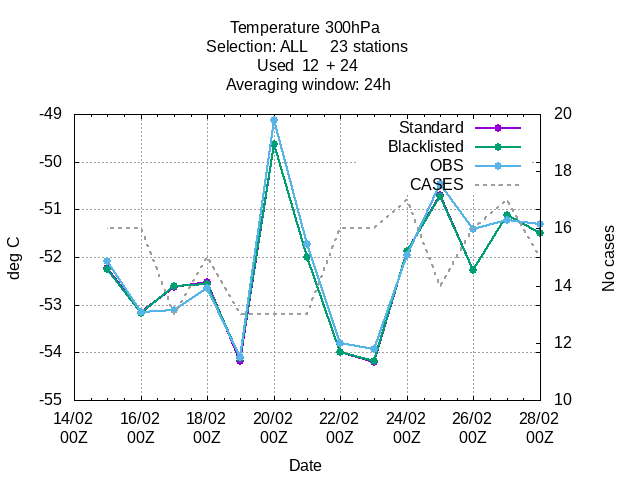 Temperature 300hPa
Selection: ALL 23 stations
Used 12 + 24
Averaging window: 24h
-49 20
Standard
Blacklisted
-50 OBS 18
CASES
-51
-52 16
deg C No cases
14
-53
12
-54
-55 10
14/02 16/02 18/02 20/02 22/02 24/02 26/02 28/02
00Z 00Z 00Z 00Z 00Z 00Z 00Z 00Z
Date